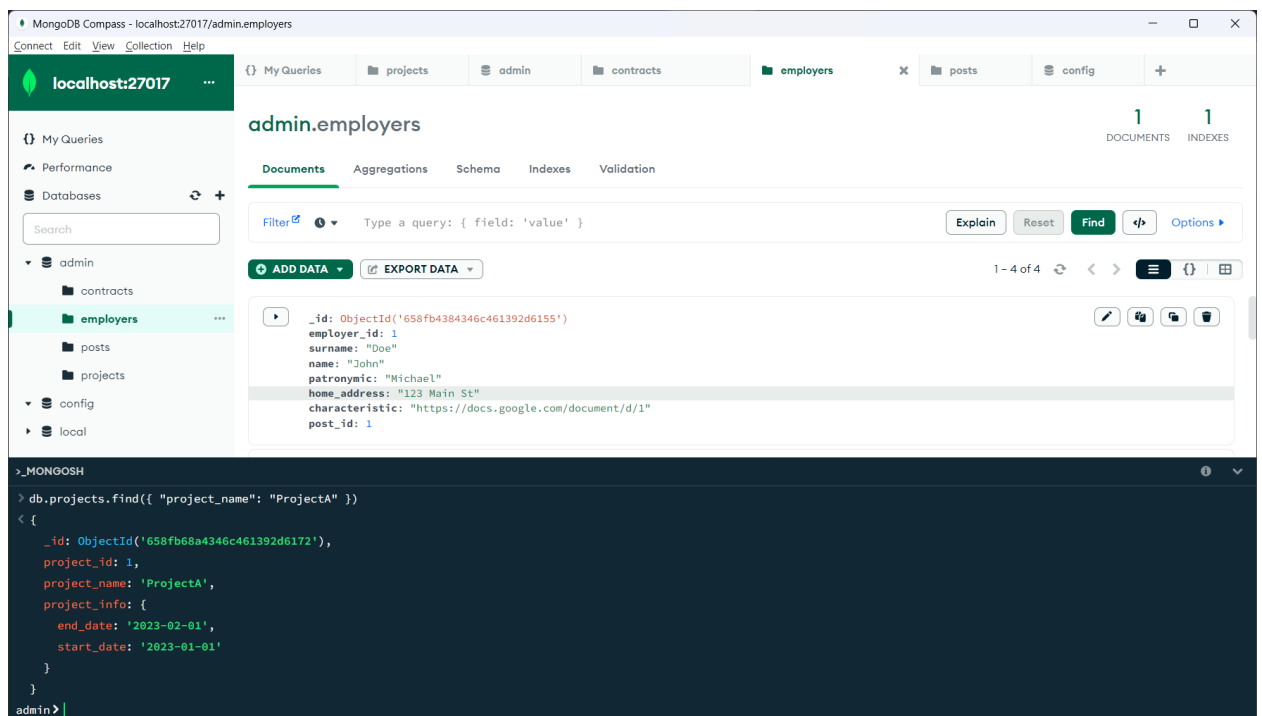 MongoDB Compass - localhost:27017/admin.employers
Connect Edit View Collection Help
localhost:27017 ...
{} My Queries
projects
admin
contracts
employers
posts
config
My Queries
Performance
Databases
Search
admin
contracts
employers ...
posts
projects
config
local
admin.employers
1 DOCUMENTS
1 INDEXES
Documents Aggregations Schema Indexes Validation
Filter Type a query: { field: 'value' } Explain Reset Find </> Options
ADD DATA EXPORT DATA 1 – 4 of 4 {}
_id: ObjectId('658fb4384346c461392d6155')
employer_id: 1
surname: "Doe"
name: "John"
patronymic: "Michael"
home_address: "123 Main St"
characteristic: "https://docs.google.com/document/d/1"
post_id: 1
>_MONGOSH
> db.projects.find({ "project_name": "ProjectA" })
< {
_id: ObjectId('658fb68a4346c461392d6172'),
project_id: 1,
project_name: 'ProjectA',
project_info: {
end_date: '2023-02-01',
start_date: '2023-01-01'
}
}
admin>